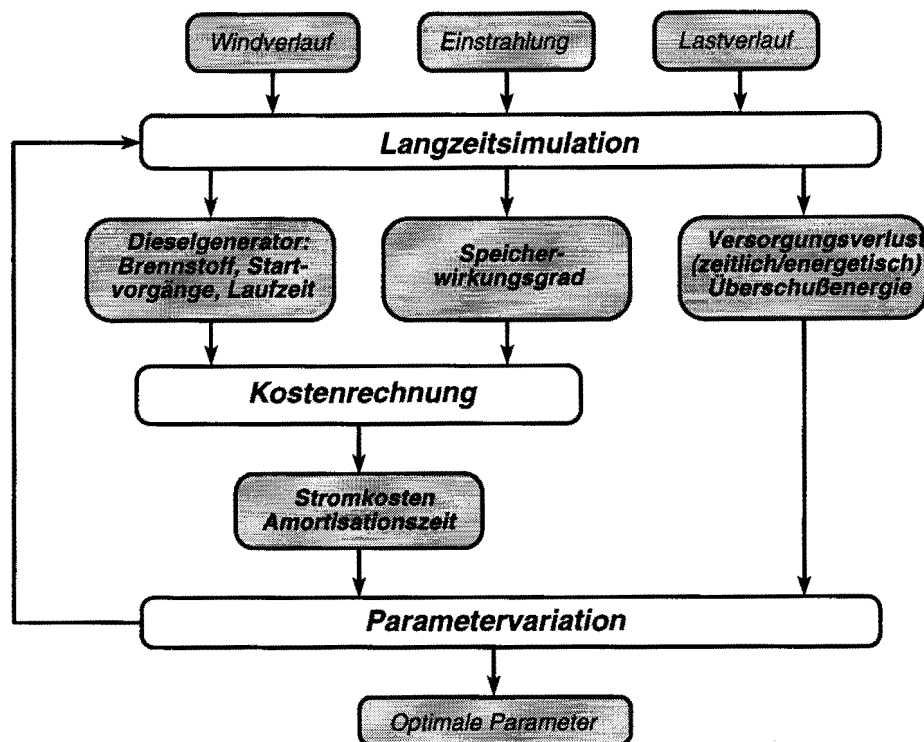 Windverlauf
Einstrahlung
Lastverlauf
Langzeitsimulation
Dieselgenerator:
Brennstoff, Start-
vorgänge, Laufzeit
Speicher-
wirkungsgrad
Versorgungsverlust
(zeitlich/energetisch)
Überschußenergie
Kostenrechnung
Stromkosten
Amortisationszeit
Parametervariation
Optimale Parameter